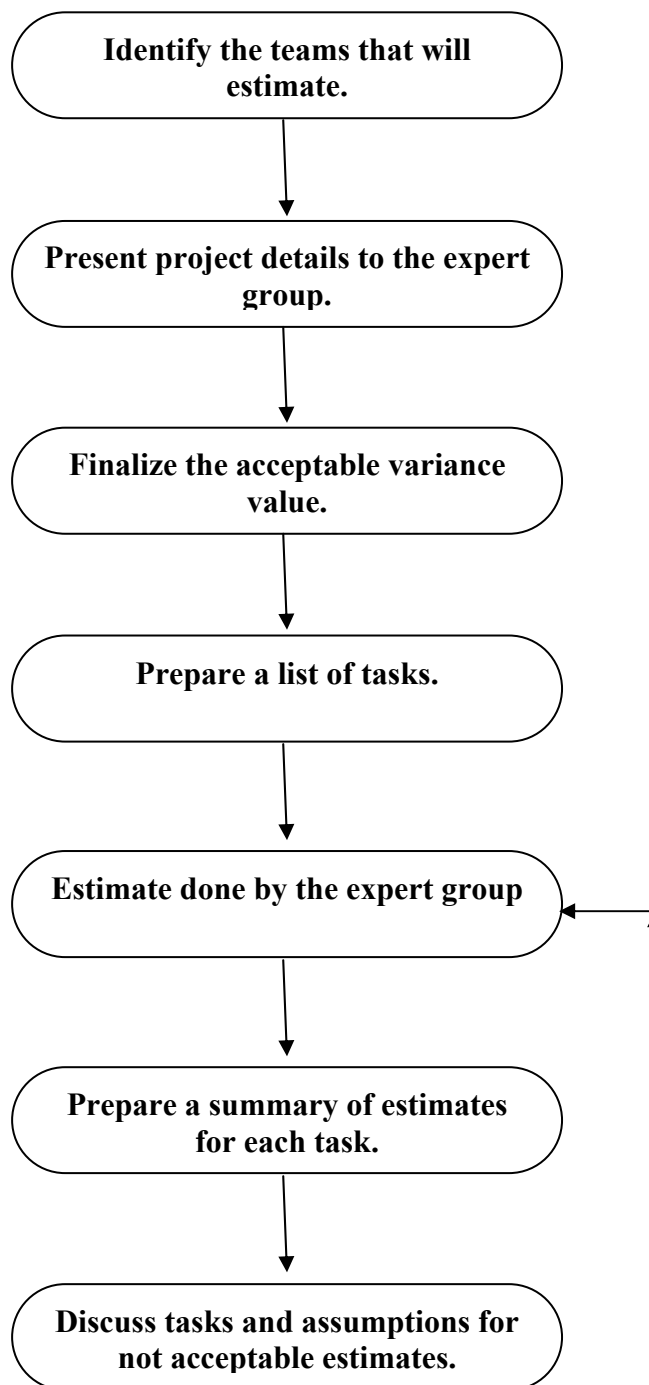 Identify the teams that will
estimate.
Present project details to the expert
group.
Finalize the acceptable variance
value.
Prepare a list of tasks.
Estimate done by the expert group
Prepare a summary of estimates
for each task.
Discuss tasks and assumptions for
not acceptable estimates.